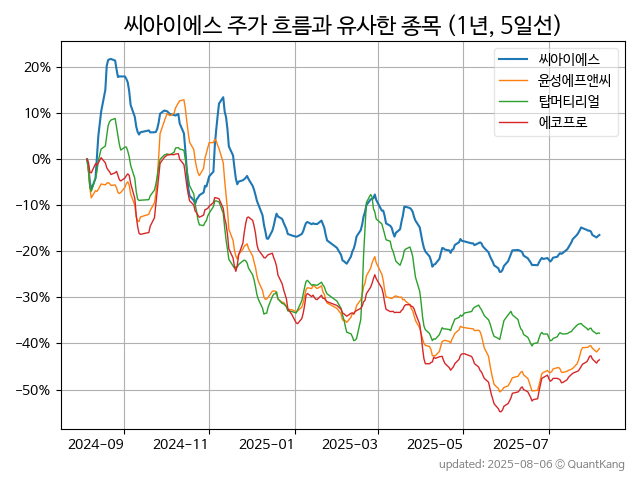 씨아이에스 주가 흐름과 유사한 종목 (1년, 5일선)
씨아이에스
윤성에프앤씨
탑머티리얼
에코프로
20%
10%
0%
−10%
−20%
−30%
−40%
−50%
2024-09
2024-11
2025-01
2025-03
2025-05
2025-07
updated: 2025-08-06 © QuantKang